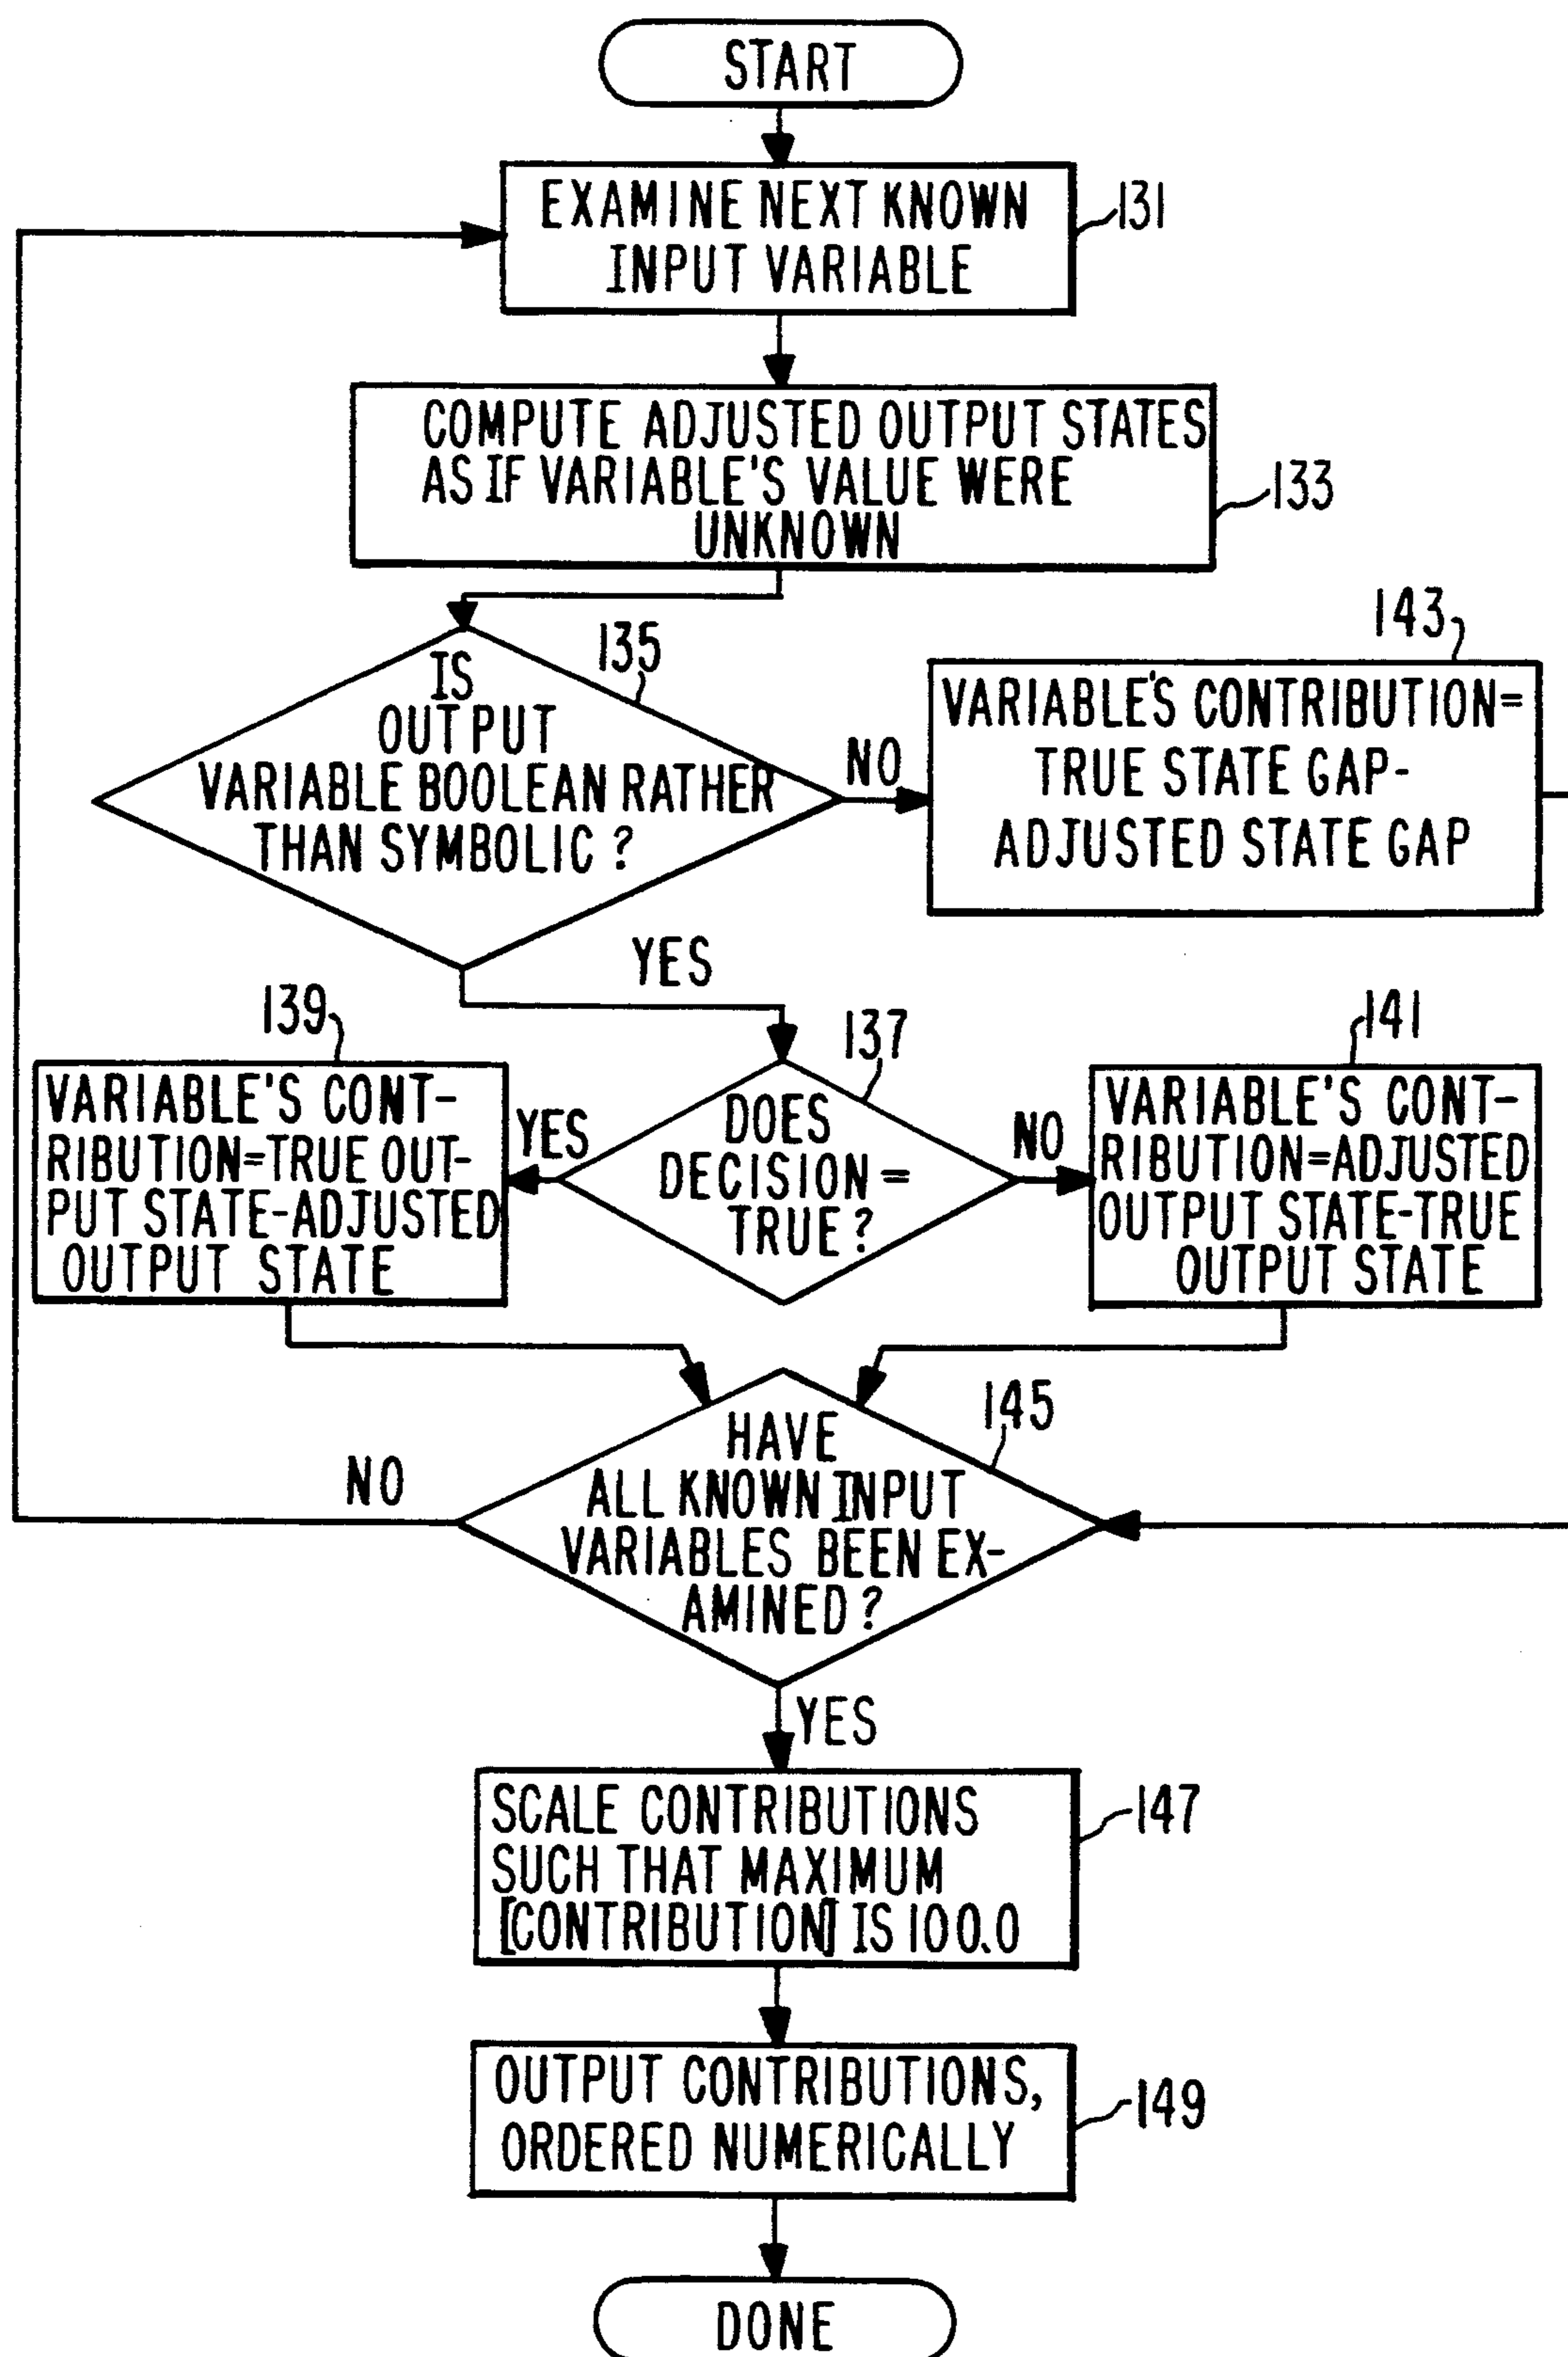 START
EXAMINE NEXT KNOWN
INPUT VARIABLE
131
COMPUTE ADJUSTED OUTPUT STATES
AS IF VARIABLE'S VALUE WERE
UNKNOWN
133
IS
OUTPUT
VARIABLE BOOLEAN RATHER
THAN SYMBOLIC ?
135
NO
143
VARIABLE'S CONTRIBUTION=
TRUE STATE GAP-
ADJUSTED STATE GAP
YES
139
VARIABLE'S CONT-
RIBUTION=TRUE OUT-
PUT STATE-ADJUSTED
OUTPUT STATE
YES
137
DOES
DECISION =
TRUE ?
NO
141
VARIABLE'S CONT-
RIBUTION=ADJUSTED
OUTPUT STATE-TRUE
OUTPUT STATE
145
HAVE
ALL KNOWN INPUT
VARIABLES BEEN EX-
AMINED ?
NO
YES
SCALE CONTRIBUTIONS
SUCH THAT MAXIMUM
[CONTRIBUTION] IS 100.0
147
OUTPUT CONTRIBUTIONS,
ORDERED NUMERICALLY
149
DONE